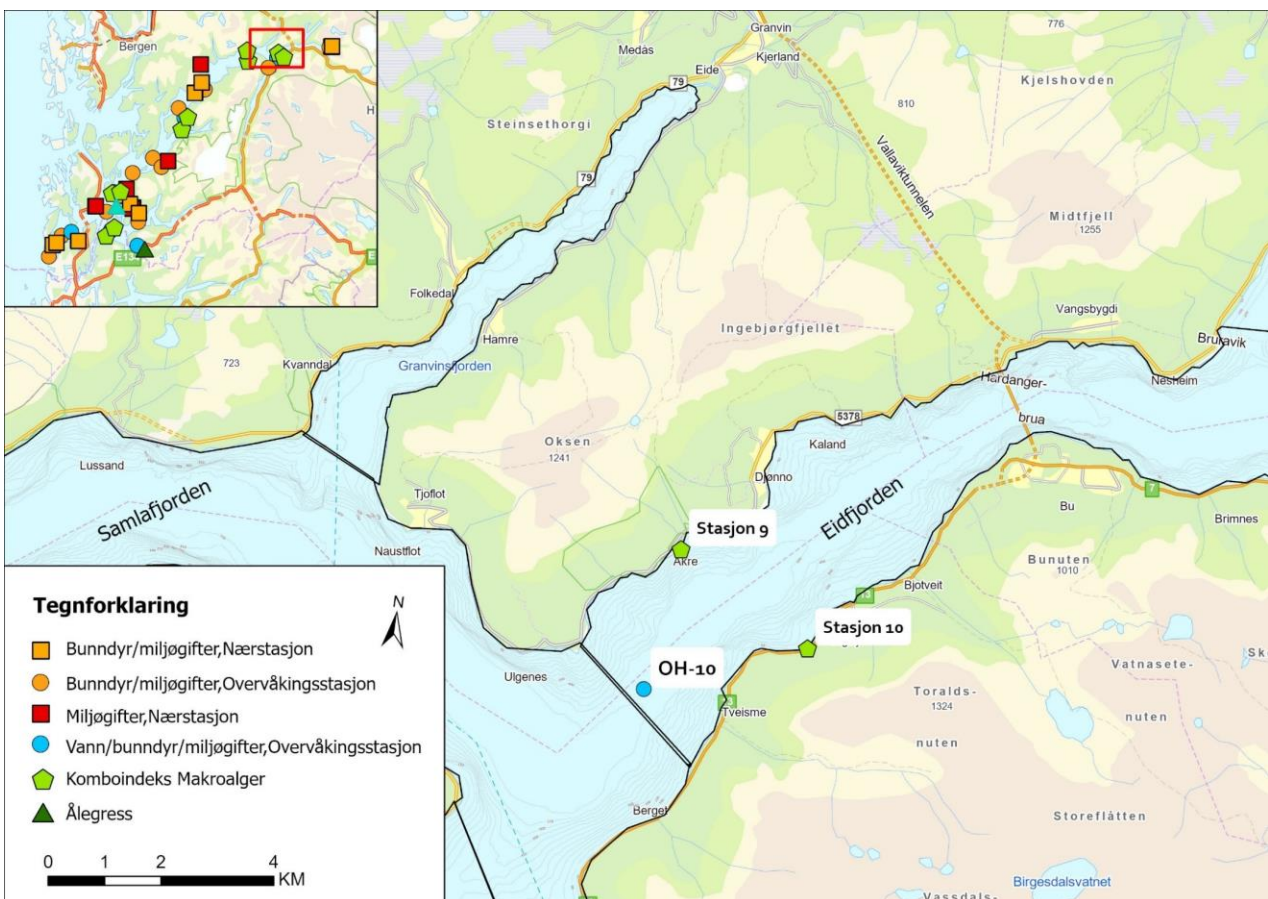 Bergen
H
E134
E
Granvin
Medås
Kjerland
Eide
79
776
Kjelshovden
810
Steinsethorgi
Vallaviktunnelen
79
Midtfjell
1255
Folkedal
Vangsbygdi
Ingebjørgfjellet
Hamre
Bruravik
723
Kvanndal
Granvinsfjorden
Hardanger-
brua
Nesheim
5378
Oksen
1241
Kaland
Lussand
Djønno
Samlafjorden
Tjoflot
Eidfjorden
Bu
7
Brimnes
Stasjon 9
Naustflot
Åkre
Bunuten
1010
Bjotveit
13
Stasjon 10
OH-10
Ulgenes
Vatnasete-
nuten
Toralds-
1324
nuten
Tveisme
Berget
Storeflåtten
Birgesdalsvatnet
Vassdals-
Tegnforklaring
N
Bunndyr/miljøgifter,Nærstasjon
Bunndyr/miljøgifter,Overvåkingsstasjon
Miljøgifter,Nærstasjon
Vann/bunndyr/miljøgifter,Overvåkingsstasjon
Komboindeks Makroalger
Ålegress
0 1 2 4
KM